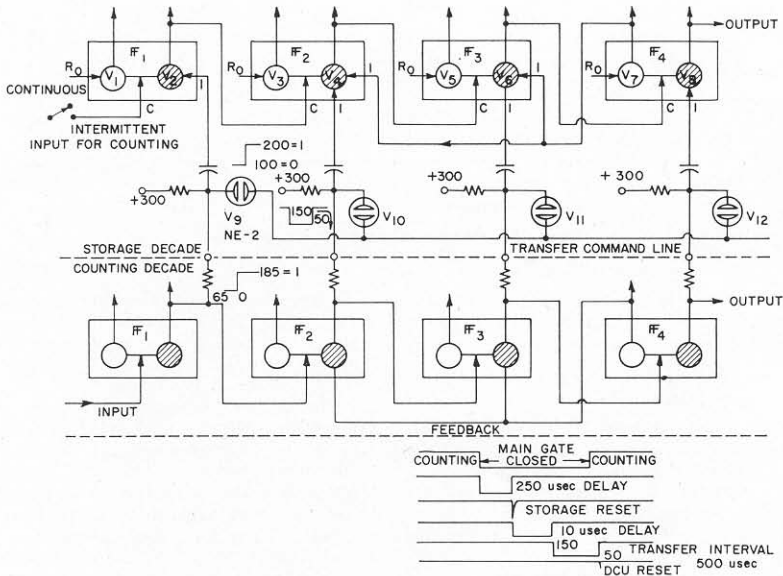 OUTPUT
FF1 FF2 FF3 FF4
R0 V1 V2 I R0 V3 V4 I R0 V5 V6 I R0 V7 V8
CONTINUOUS
C C I C I C I
INTERMITTENT
INPUT FOR COUNTING
200=1
100=0
+300 +300 +300 +300
V9 150 50 V10 V11 V12
NE-2
STORAGE DECADE TRANSFER COMMAND LINE
COUNTING DECADE
185=1
65 0
OUTPUT
FF1 FF2 FF3 FF4
INPUT
FEEDBACK
MAIN GATE
COUNTING CLOSED COUNTING
250 usec DELAY
STORAGE RESET
10 usec DELAY
150
50 TRANSFER INTERVAL
500 usec
DCU RESET